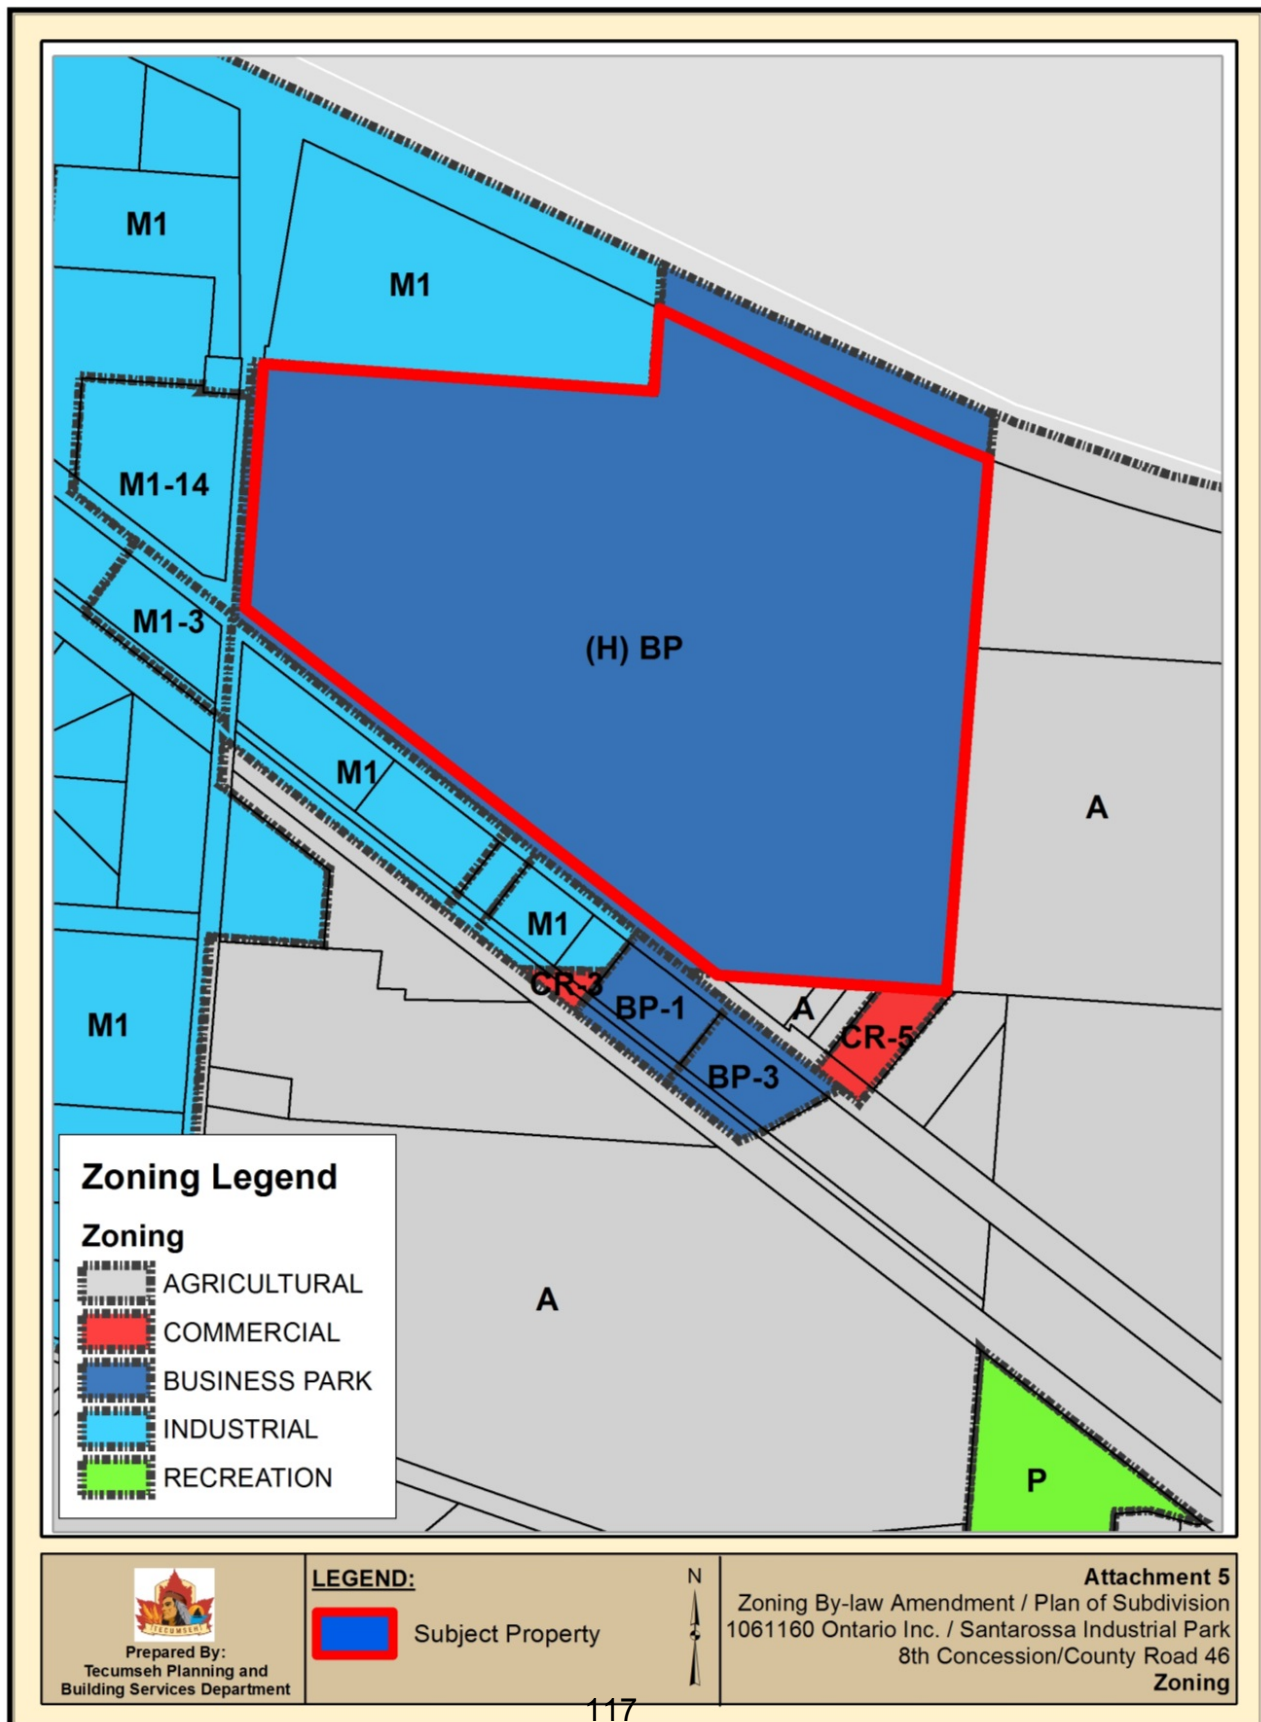 M1
M1
M1-14
M1-3
(H) BP
M1
A
M1
CR-3
BP-1
A
M1
CR-5
BP-3
Zoning Legend
Zoning
AGRICULTURAL
COMMERCIAL
BUSINESS PARK
INDUSTRIAL
RECREATION
A
P
TECUMSEH
Prepared By:
Tecumseh Planning and
Building Services Department
LEGEND:
Subject Property
N
Attachment 5
Zoning By-law Amendment / Plan of Subdivision
1061160 Ontario Inc. / Santarossa Industrial Park
8th Concession/County Road 46
Zoning
117